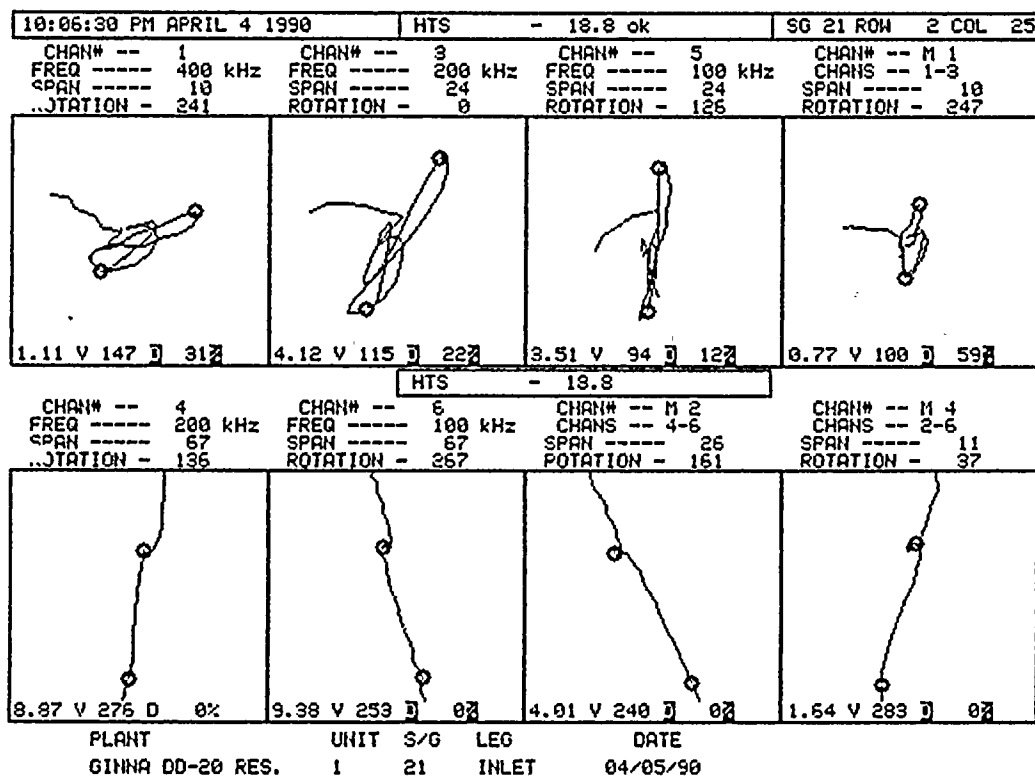 10:06:30 PM APRIL 4 1990 HTS - 18.8 ok SG 21 ROW 2 COL 25
CHAN# -- 1 CHAN# -- 3 CHAN# -- 5 CHAN# -- M 1
FREQ ----- 400 kHz FREQ ----- 200 kHz FREQ ----- 100 kHz CHANS -- 1-3
SPAN ----- 10 SPAN ----- 24 SPAN ----- 24 SPAN ----- 10
..OTATION - 241 ROTATION - 0 ROTATION - 126 ROTATION - 247
1.11 V 147 D 31% 4.12 V 115 D 22% 3.51 V 94 D 12% 0.77 V 100 D 59%
HTS - 18.8
CHAN# -- 4 CHAN# -- 6 CHAN# -- M 2 CHAN# -- M 4
FREQ ----- 200 kHz FREQ ----- 100 kHz CHANS -- 4-6 CHANS -- 2-6
SPAN ----- 67 SPAN ----- 67 SPAN ----- 26 SPAN ----- 11
..OTATION - 136 ROTATION - 267 ROTATION - 161 ROTATION - 37
8.87 V 276 D 0% 9.38 V 253 D 0% 4.01 V 240 D 0% 1.64 V 283 D 0%
PLANT UNIT S/G LEG DATE
GINNA DD-20 RES. 1 21 INLET 04/05/90